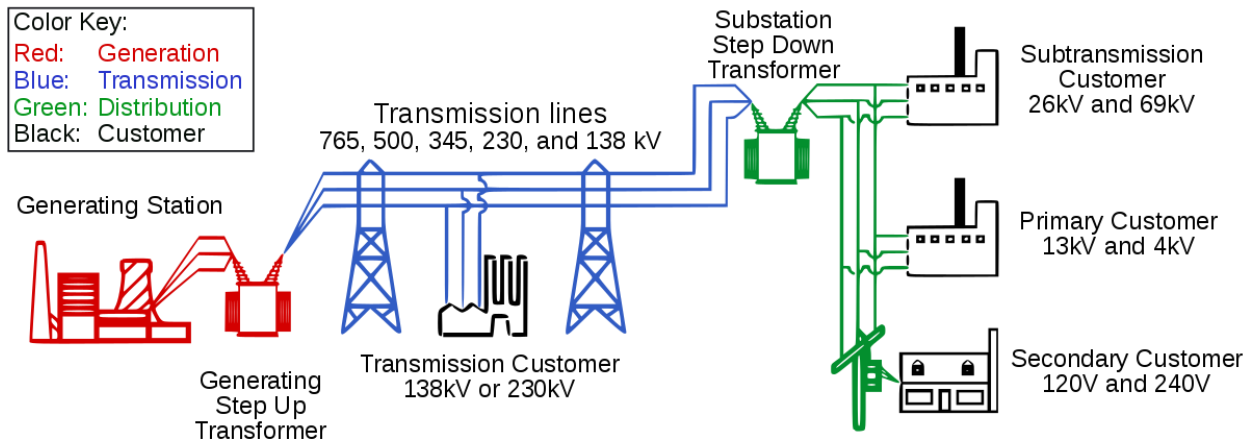 Color Key:
Red: Generation
Blue: Transmission
Green: Distribution
Black: Customer
Substation
Step Down
Transformer
Subtransmission
Customer
26kV and 69kV
Transmission lines
765, 500, 345, 230, and 138 kV
Generating Station
Primary Customer
13kV and 4kV
Transmission Customer
138kV or 230kV
Secondary Customer
120V and 240V
Generating
Step Up
Transformer